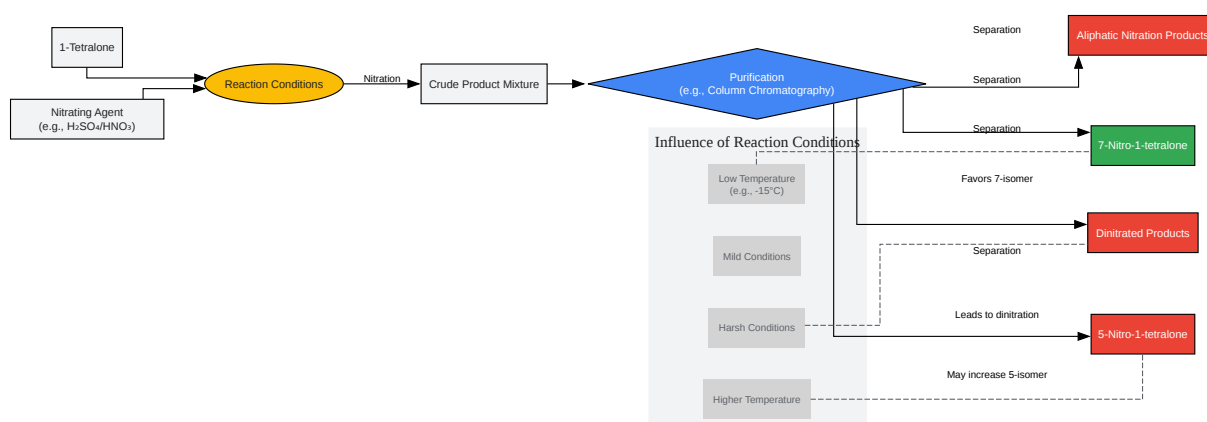 1-Tetralone
Nitrating Agent
(e.g., H₂SO₄/HNO₃)
Reaction Conditions
Nitration
Crude Product Mixture
Purification
(e.g., Column Chromatography)
Separation
Aliphatic Nitration Products
Separation
Separation
7-Nitro-1-tetralone
Influence of Reaction Conditions
Low Temperature
(e.g., -15°C)
Favors 7-isomer
Dinitrated Products
Separation
Mild Conditions
Leads to dinitration
Harsh Conditions
5-Nitro-1-tetralone
May increase 5-isomer
Higher Temperature